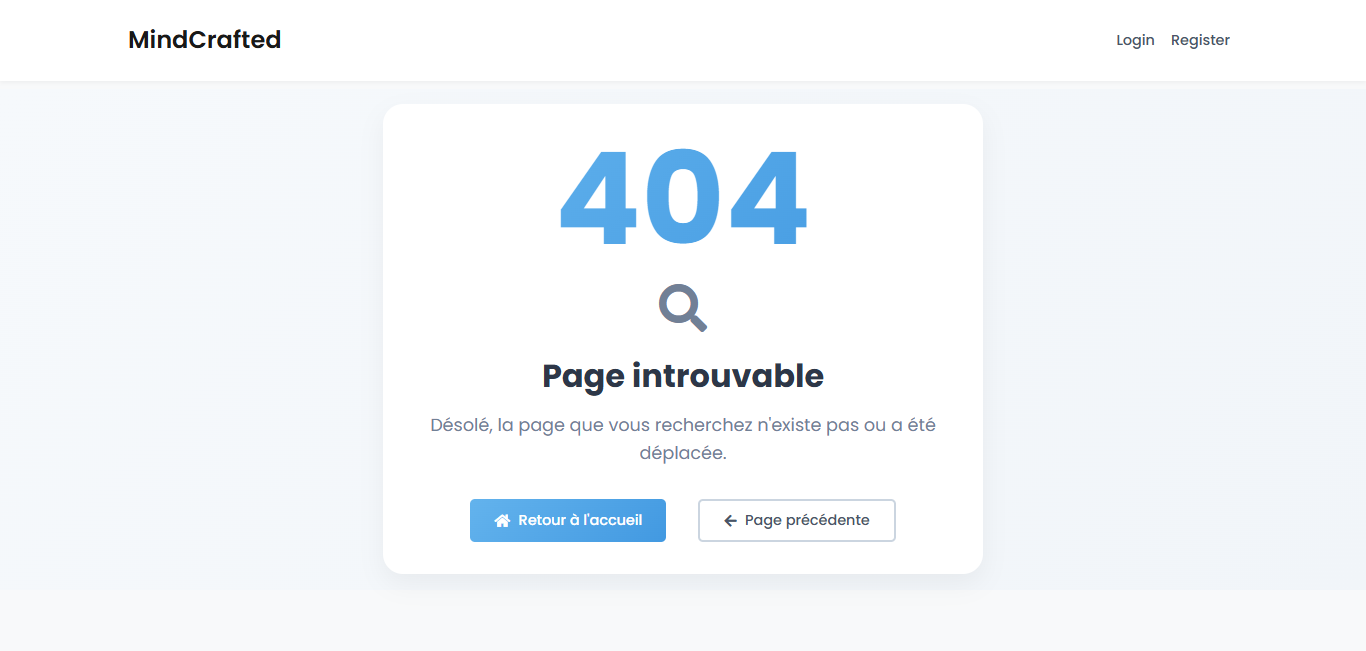 MindCrafted
Login Register
404
Page introuvable
Désolé, la page que vous recherchez n'existe pas ou a été
déplacée.
Retour à l'accueil
Page précédente